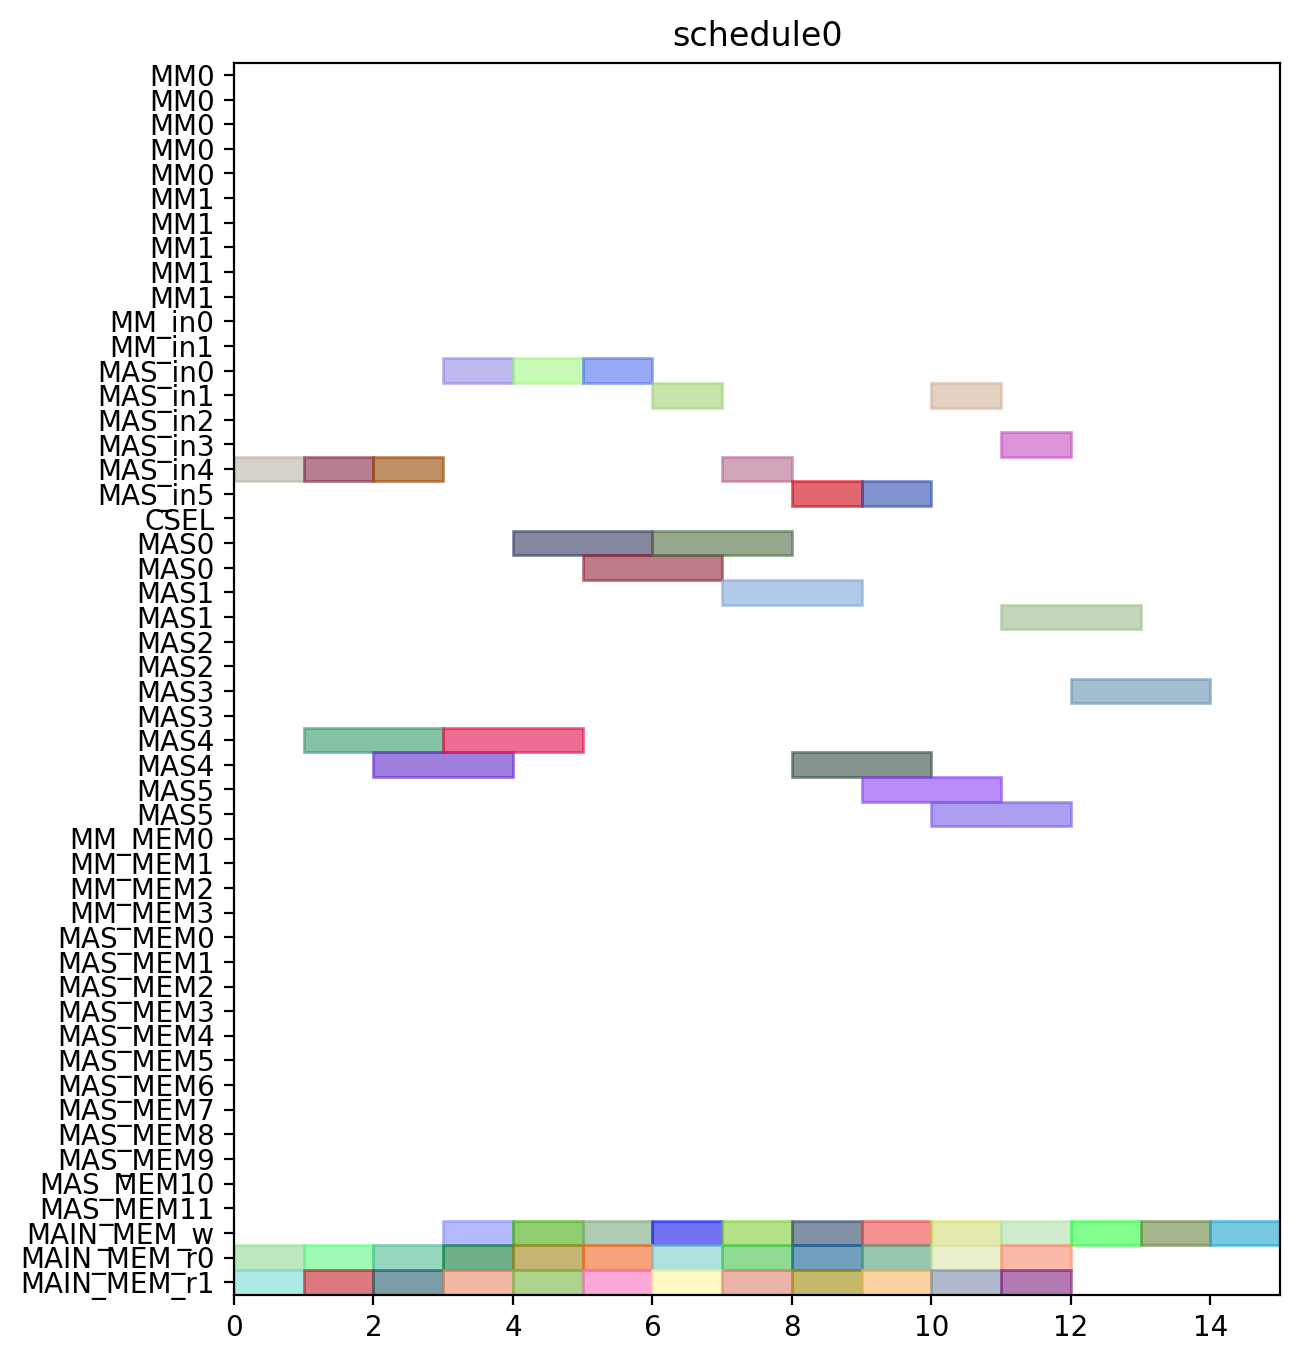 schedule0
MM0
MM0
MM0
MM0
MM0
MM1
MM1
MM1
MM1
MM1
MM_in0
MM_in1
MAS_in0
MAS_in1
MAS_in2
MAS_in3
MAS_in4
MAS_in5
CSEL
MAS0
MAS0
MAS1
MAS1
MAS2
MAS2
MAS3
MAS3
MAS4
MAS4
MAS5
MAS5
MM_MEM0
MM_MEM1
MM_MEM2
MM_MEM3
MAS_MEM0
MAS_MEM1
MAS_MEM2
MAS_MEM3
MAS_MEM4
MAS_MEM5
MAS_MEM6
MAS_MEM7
MAS_MEM8
MAS_MEM9
MAS_MEM10
MAS_MEM11
MAIN_MEM_w
MAIN_MEM_r0
MAIN_MEM_r1
0 2 4 6 8 10 12 14